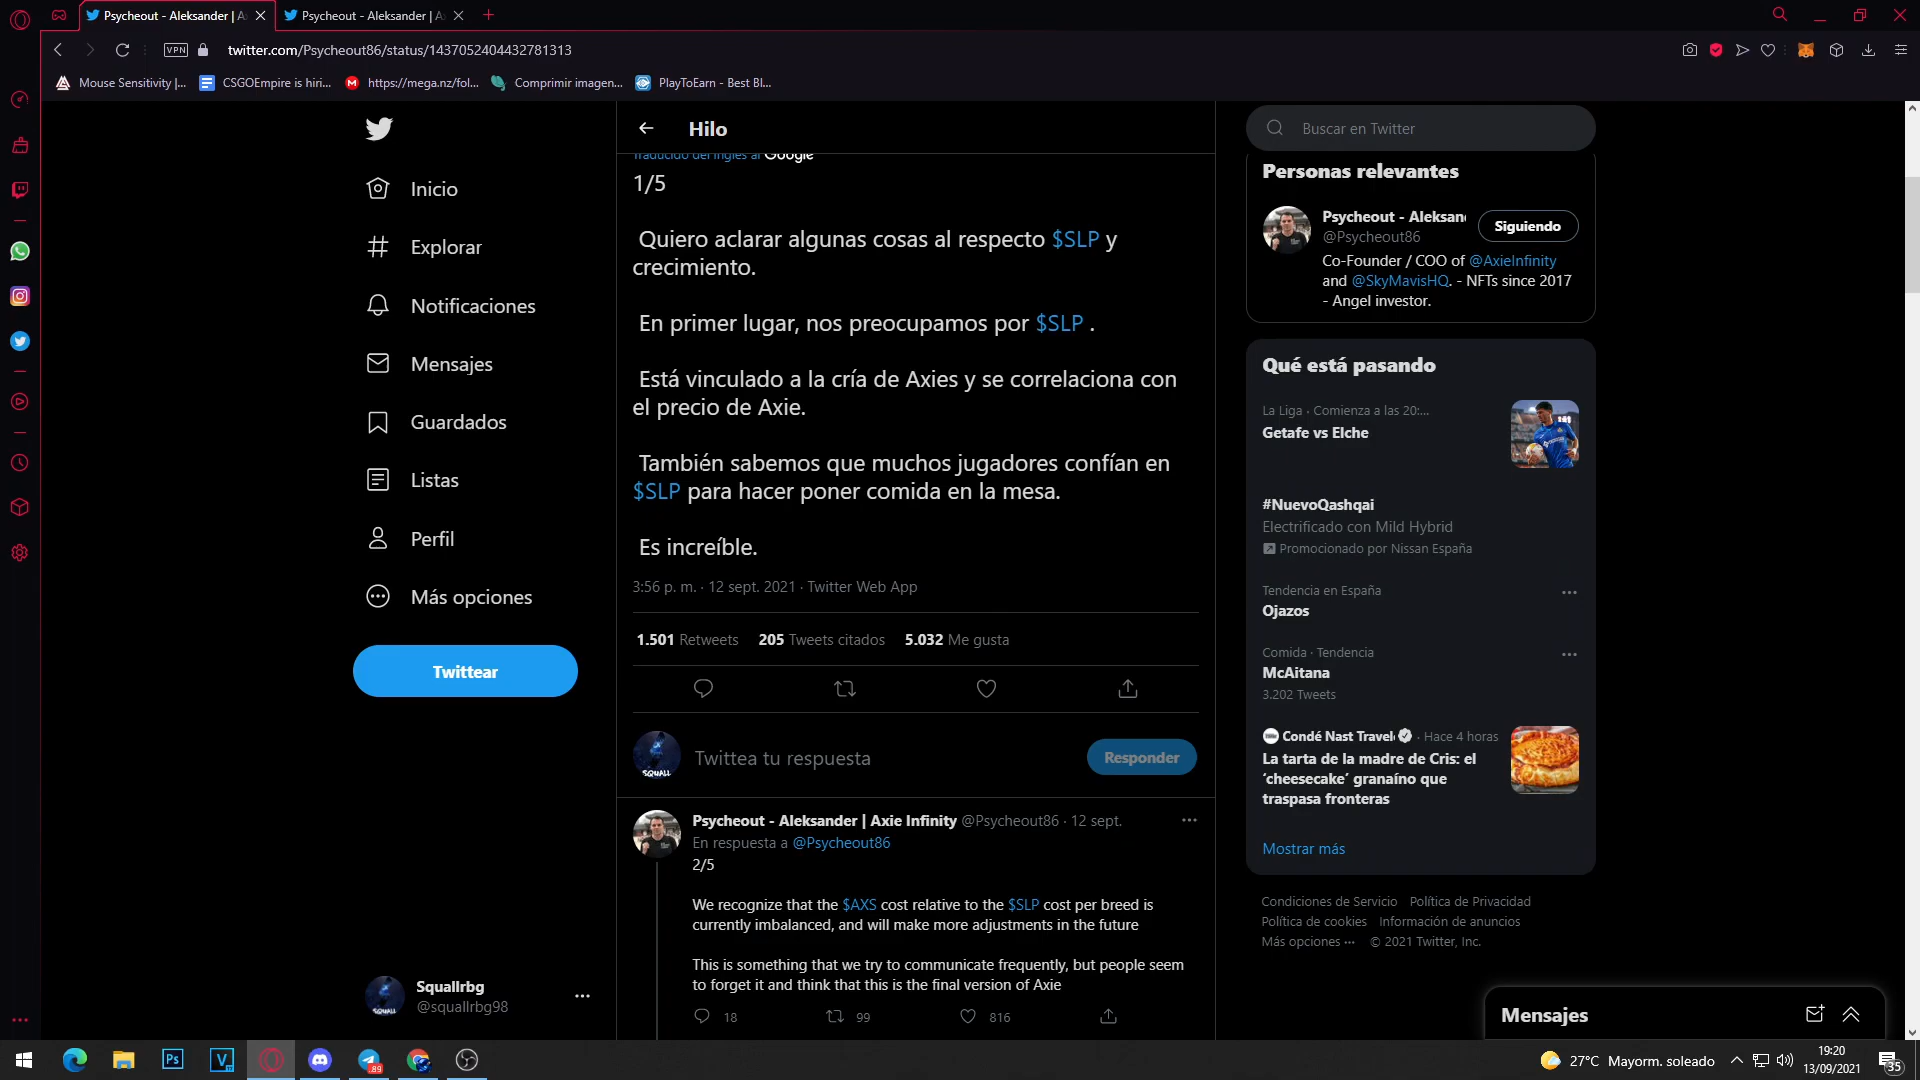 Psycheout - Aleksander | A
Psycheout - Aleksander | A
VPN
twitter.com/Psycheout86/status/1437052404432781313
Mouse Sensitivity |...
CSGOEmpire is hiri...
https://mega.nz/fol...
Comprimir imagen...
PlayToEarn - Best Bl...
Inicio
Explorar
Notificaciones
Mensajes
Guardados
Listas
Perfil
Más opciones
Twittear
Squallrbg
@squallrbg98
Hilo
Traducido del inglés al Google
1/5
Quiero aclarar algunas cosas al respecto $SLP y
crecimiento.
En primer lugar, nos preocupamos por $SLP .
Está vinculado a la cría de Axies y se correlaciona con
el precio de Axie.
También sabemos que muchos jugadores confían en
$SLP para hacer poner comida en la mesa.
Es increíble.
3:56 p. m. · 12 sept. 2021 · Twitter Web App
1.501 Retweets 205 Tweets citados 5.032 Me gusta
SQUALL
Twittea tu respuesta
Responder
Psycheout - Aleksander | Axie Infinity @Psycheout86 · 12 sept.
En respuesta a @Psycheout86
2/5
We recognize that the $AXS cost relative to the $SLP cost per breed is
currently imbalanced, and will make more adjustments in the future
This is something that we try to communicate frequently, but people seem
to forget it and think that this is the final version of Axie
18 99 816
Buscar en Twitter
Personas relevantes
Psycheout - Aleksan
@Psycheout86
Siguiendo
Co-Founder / COO of @AxieInfinity
and @SkyMavisHQ. - NFTs since 2017
- Angel investor.
Qué está pasando
La Liga · Comienza a las 20:...
Getafe vs Elche
#NuevoQashqai
Electrificado con Mild Hybrid
Promocionado por Nissan España
Tendencia en España
Ojazos
Comida · Tendencia
McAitana
3.202 Tweets
Condé Nast Travel · Hace 4 horas
La tarta de la madre de Cris: el
‘cheesecake’ granaíno que
traspasa fronteras
Mostrar más
Condiciones de Servicio Política de Privacidad
Política de cookies Información de anuncios
Más opciones ··· © 2021 Twitter, Inc.
Mensajes
Ps
V
89
27°C Mayorm. soleado
19:20
13/09/2021
35